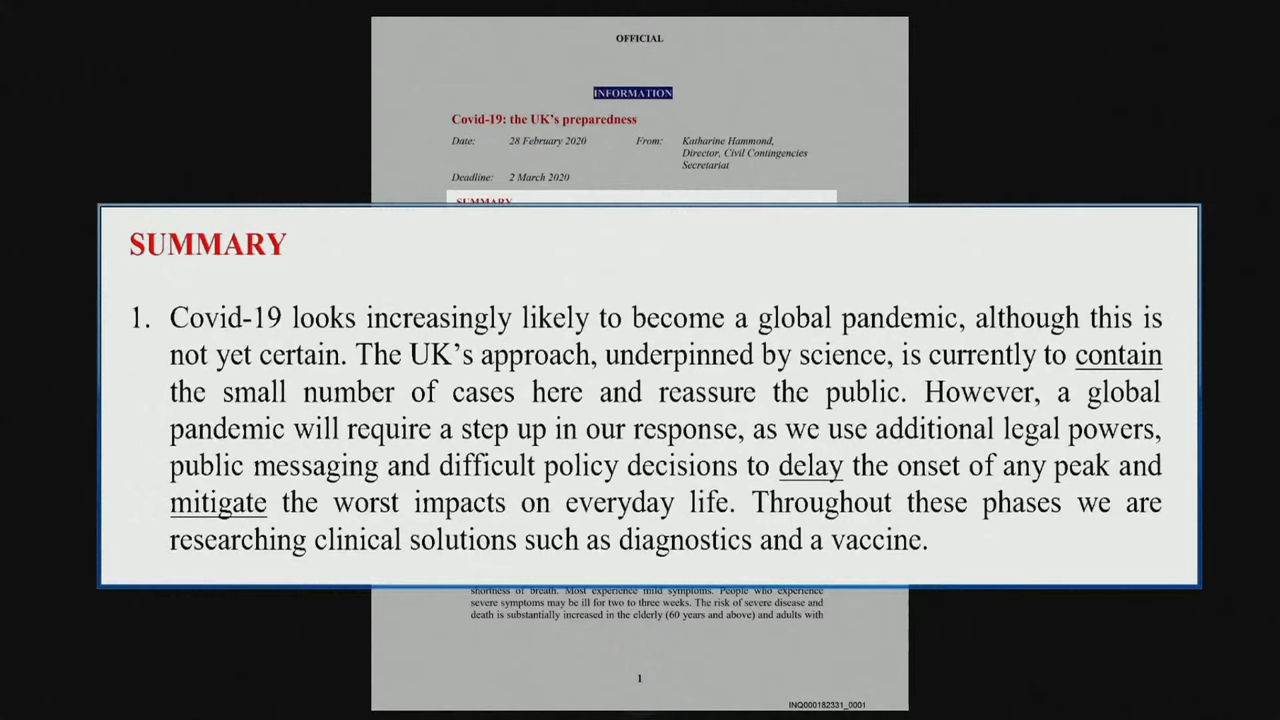 OFFICIAL
INFORMATION
Covid-19: the UK's preparedness
Date: 28 February 2020 From: Katharine Hammond,
Director, Civil Contingencies
Secretariat
Deadline: 2 March 2020
SUMMARY
SUMMARY
1. Covid-19 looks increasingly likely to become a global pandemic, although this is
not yet certain. The UK's approach, underpinned by science, is currently to contain
the small number of cases here and reassure the public. However, a global
pandemic will require a step up in our response, as we use additional legal powers,
public messaging and difficult policy decisions to delay the onset of any peak and
mitigate the worst impacts on everyday life. Throughout these phases we are
researching clinical solutions such as diagnostics and a vaccine.
shortness of breath. Most experience mild symptoms. People who experience
severe symptoms may be ill for two to three weeks. The risk of severe disease and
death is substantially increased in the elderly (60 years and above) and adults with
1
INQ000182331_0001